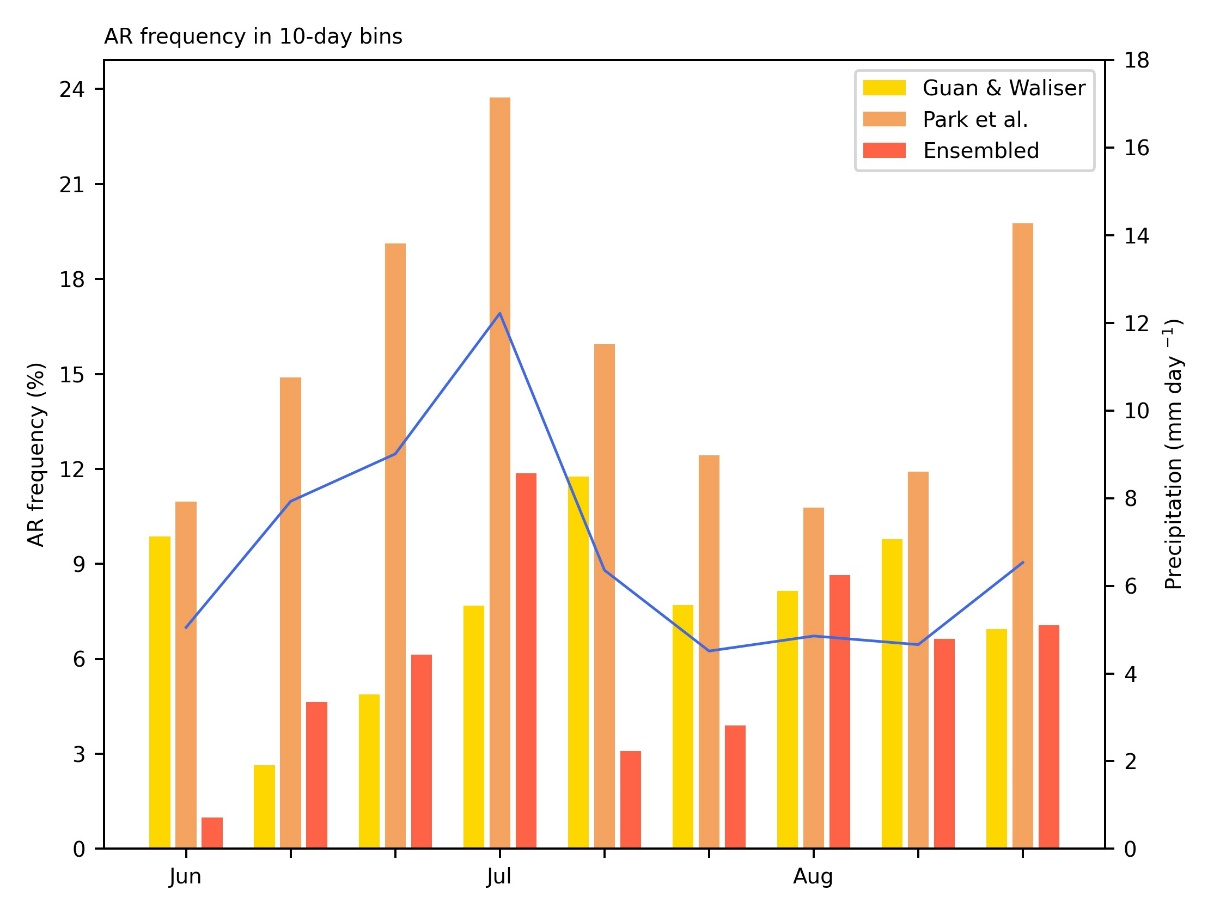 AR frequency in 10-day bins
Guan & Waliser
Park et al.
Ensembled
24
21
18
15
12
9
6
3
0
AR frequency (%)
18
16
14
12
10
8
6
4
2
0
Precipitation (mm day ⁻¹)
Jun
Jul
Aug